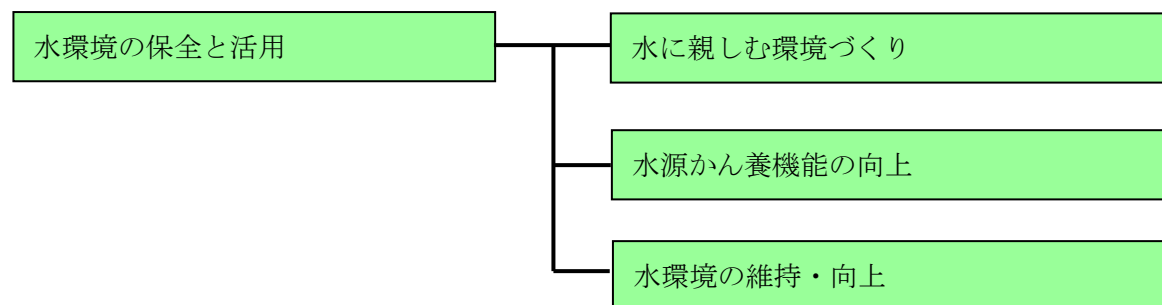 水環境の保全と活用
水に親しむ環境づくり
水源かん養機能の向上
水環境の維持・向上